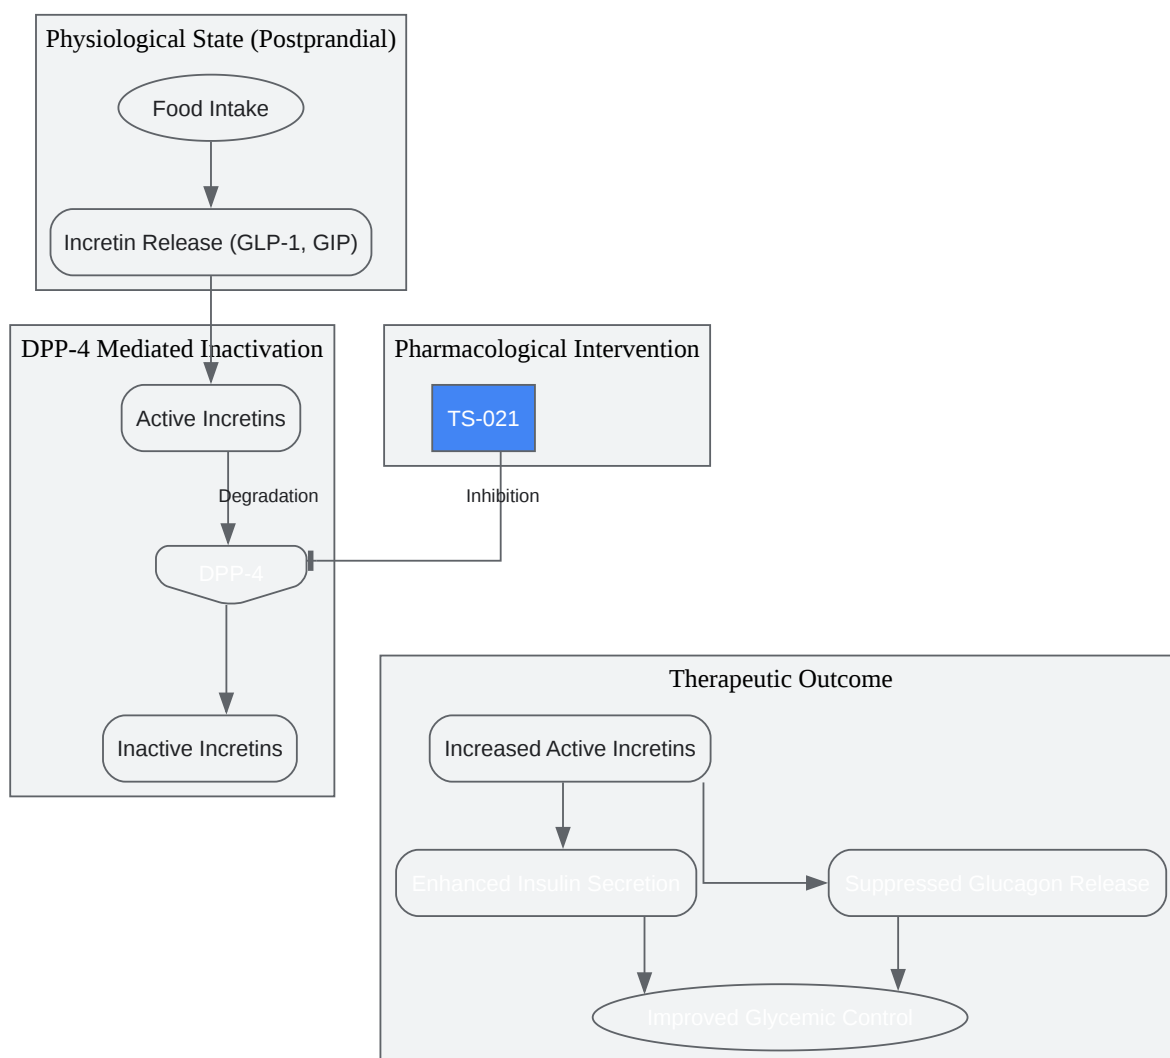 Physiological State (Postprandial)
Food Intake
Incretin Release (GLP-1, GIP)
DPP-4 Mediated Inactivation
Active Incretins
Degradation
DPP-4
Inactive Incretins
Pharmacological Intervention
TS-021
Inhibition
Therapeutic Outcome
Increased Active Incretins
Enhanced Insulin Secretion
Suppressed Glucagon Release
Improved Glycemic Control